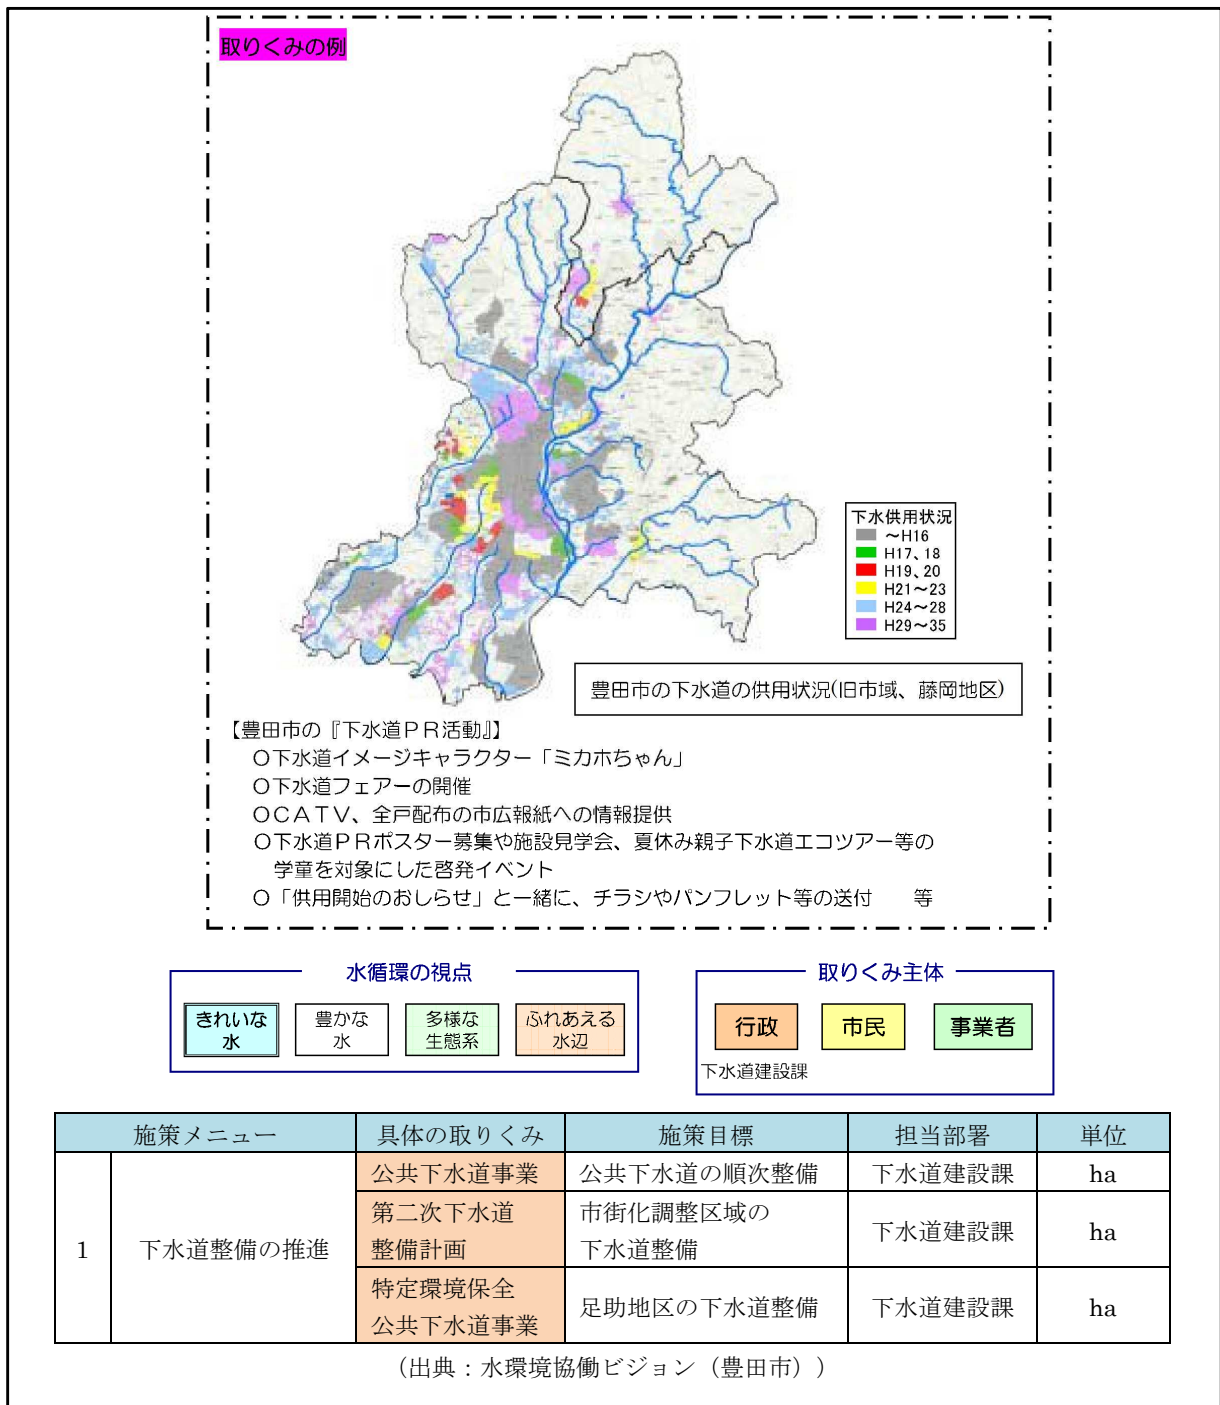 取りくみの例
下水供用状況
～H16
H17、18
H19、20
H21～23
H24～28
H29～35
豊田市の下水道の供用状況(旧市域、藤岡地区)
【豊田市の『下水道ＰＲ活動』】
○下水道イメージキャラクター「ミカホちゃん」
○下水道フェアーの開催
○ＣＡＴＶ、全戸配布の市広報紙への情報提供
○下水道ＰＲポスター募集や施設見学会、夏休み親子下水道エコツアー等の
学童を対象にした啓発イベント
○「供用開始のおしらせ」と一緒に、チラシやパンフレット等の送付　　等
水循環の視点
きれいな
水
豊かな
水
多様な
生態系
ふれあえる
水辺
取りくみ主体
行政
市民
事業者
下水道建設課
施策メニュー 具体の取りくみ 施策目標 担当部署 単位
1 下水道整備の推進
公共下水道事業 公共下水道の順次整備 下水道建設課 ha
第二次下水道
整備計画
市街化調整区域の
下水道整備
下水道建設課 ha
特定環境保全
公共下水道事業
足助地区の下水道整備 下水道建設課 ha
（出典：水環境協働ビジョン（豊田市））